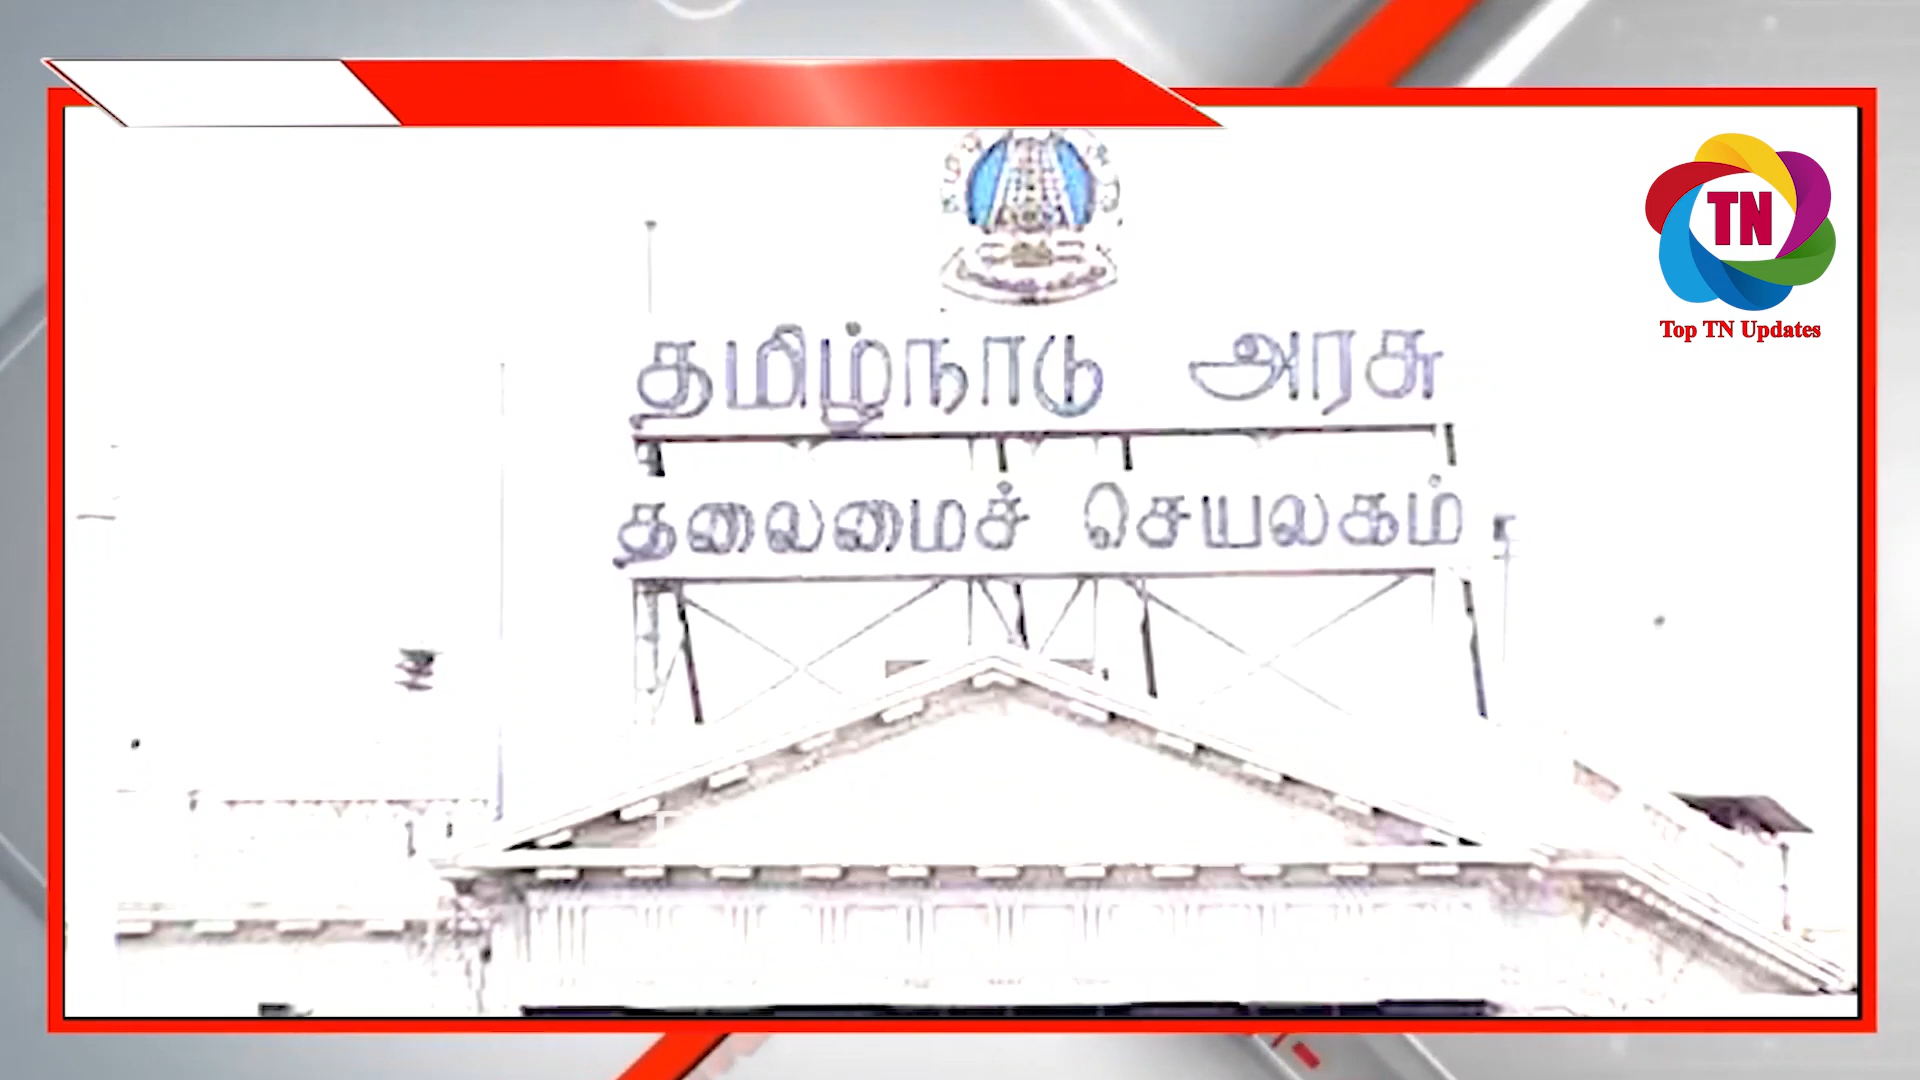 TN
Top TN Updates
தமிழ்நாடு அரசு
தலைமைச் செயலகம்